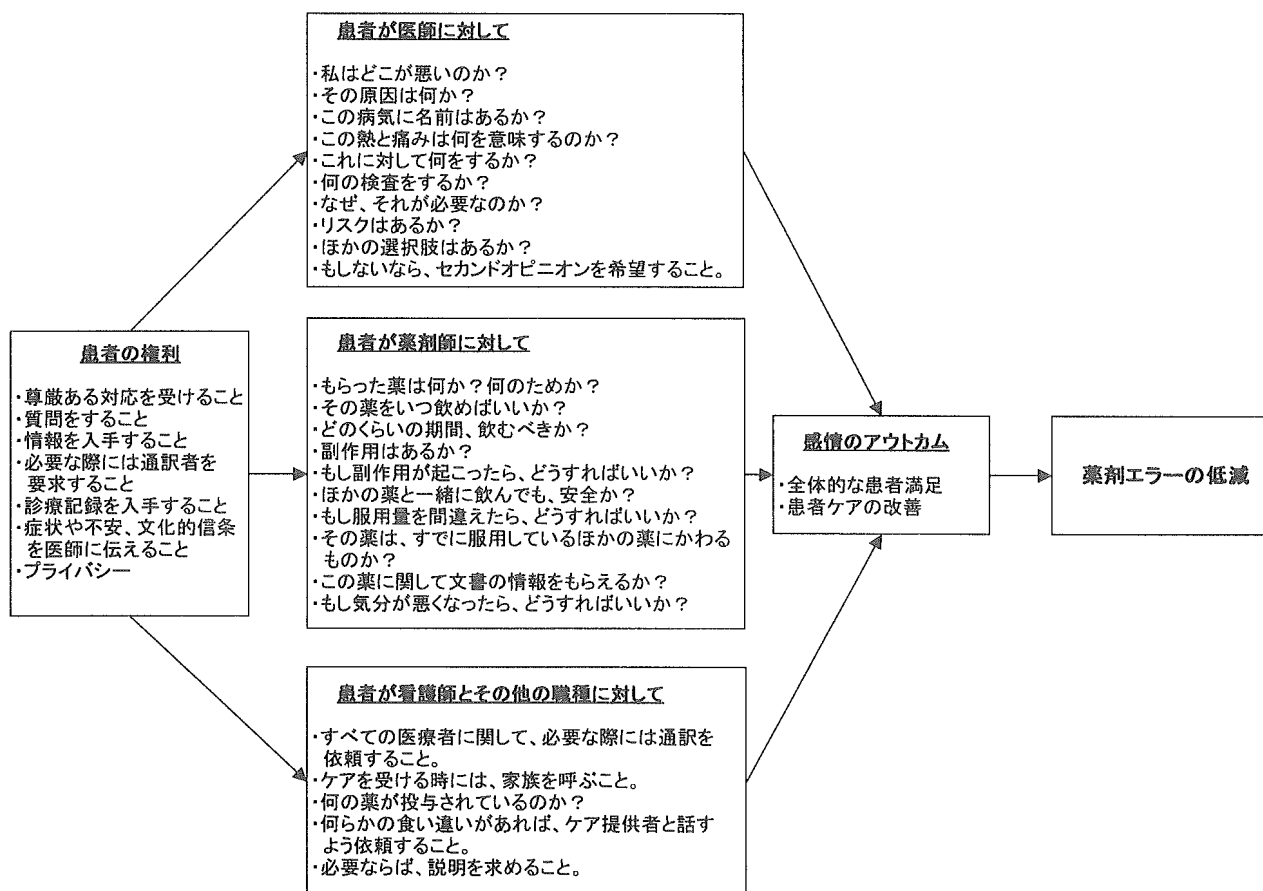 患者が医師に対して
・私はどこが悪いのか？
・その原因は何か？
・この病気に名前はあるか？
・この熱と痛みは何を意味するのか？
・これに対して何をするか？
・何の検査をするか？
・なぜ、それが必要なのか？
・リスクはあるか？
・ほかの選択肢はあるか？
・もしないなら、セカンドオピニオンを希望すること。
患者の権利
・尊厳ある対応を受けること
・質問をすること
・情報を入手すること
・必要な際には通訳者を
要求すること
・診療記録を入手すること
・症状や不安、文化的信条
を医師に伝えること
・プライバシー
患者が薬剤師に対して
・もらった薬は何か？何のためか？
・その薬をいつ飲めばいいか？
・どのくらいの期間、飲むべきか？
・副作用はあるか？
・もし副作用が起こったら、どうすればいいか？
・ほかの薬と一緒に飲んでも、安全か？
・もし服用量を間違えたら、どうすればいいか？
・その薬は、すでに服用しているほかの薬にかわる
ものか？
・この薬に関して文書の情報をもらえるか？
・もし気分が悪くなったら、どうすればいいか？
患者が看護師とその他の職種に対して
・すべての医療者に関して、必要な際には通訳を
依頼すること。
・ケアを受ける時には、家族を呼ぶこと。
・何の薬が投与されているのか？
・何らかの食い違いがあれば、ケア提供者と話す
よう依頼すること。
・必要ならば、説明を求めること。
感情のアウトカム
・全体的な患者満足
・患者ケアの改善
薬剤エラーの低減